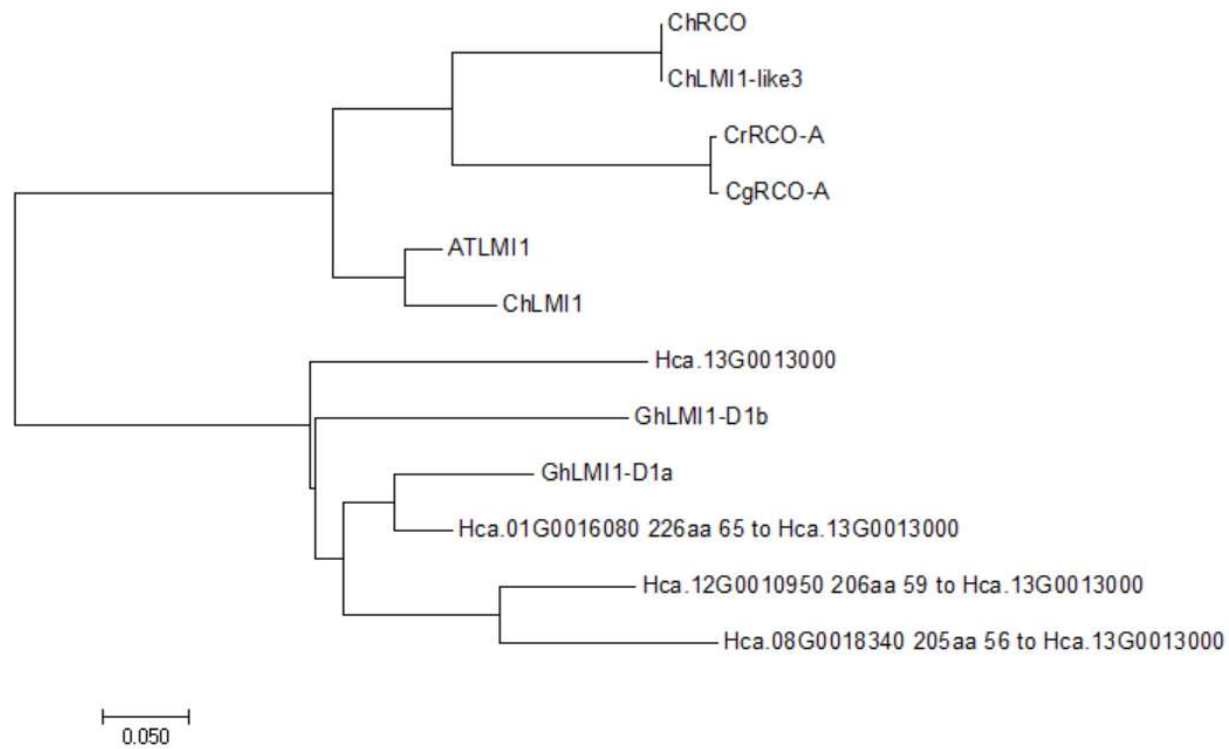 ChRCO
ChLMI1-like3
CrRCO-A
CgRCO-A
ATLMI1
ChLMI1
Hca.13G0013000
GhLMI1-D1b
GhLMI1-D1a
Hca.01G0016080 226aa 65 to Hca.13G0013000
Hca.12G0010950 206aa 59 to Hca.13G0013000
Hca.08G0018340 205aa 56 to Hca.13G0013000
0.050